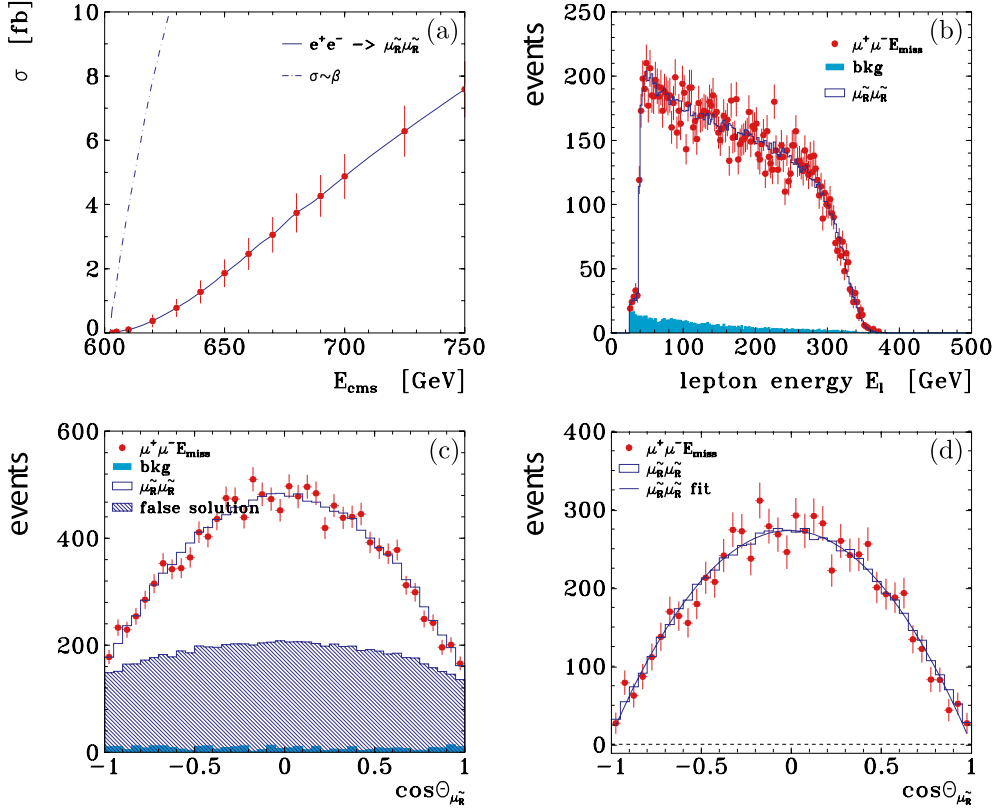 (a)
σ [fb]
e⁺e⁻ -> μ̃_R μ̃_R
σ~β
10
8
6
4
2
0
600 650 700 750
E_cms [GeV]
(b)
events
μ⁺μ⁻E_miss
bkg
μ̃_R μ̃_R
250
200
150
100
50
0
0 100 200 300 400 500
lepton energy E_l [GeV]
(c)
events
μ⁺μ⁻E_miss
bkg
μ̃_R μ̃_R
false solution
600
400
200
0
−1 −0.5 0 0.5 1
cosΘ_μ̃_R
(d)
events
μ⁺μ⁻E_miss
μ̃_R μ̃_R
μ̃_R μ̃_R fit
400
300
200
100
0
−1 −0.5 0 0.5 1
cosΘ_μ̃_R